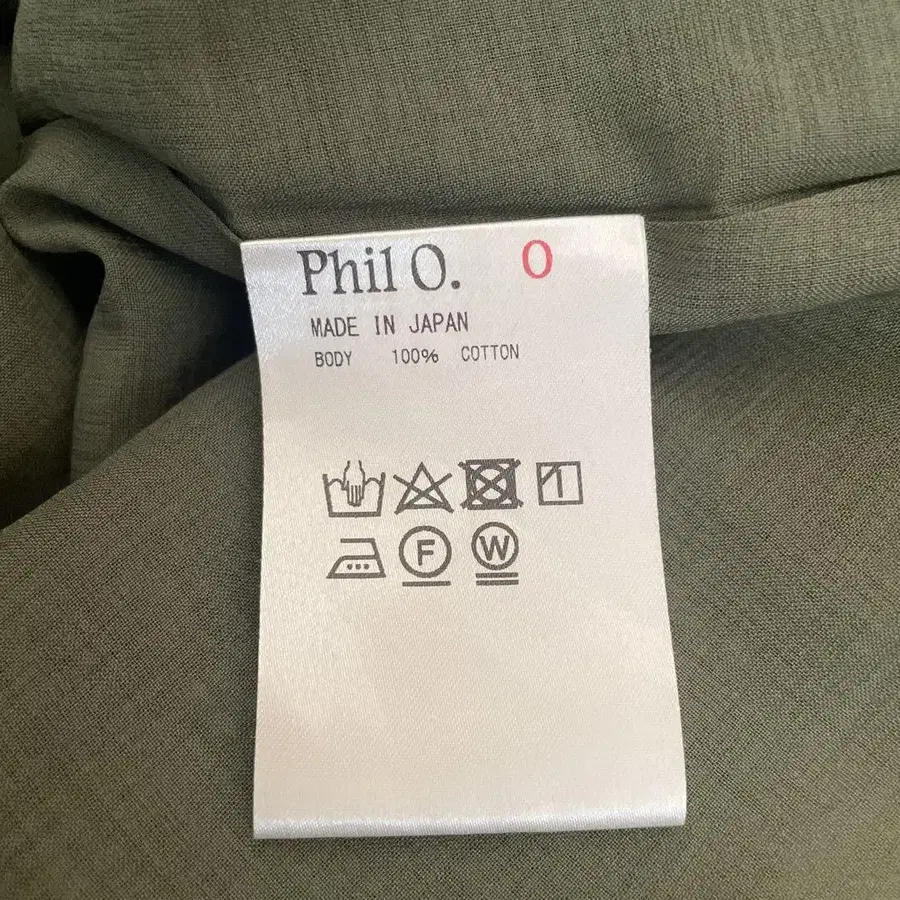 Phil O. 0
MADE IN JAPAN
BODY 100% COTTON
F W